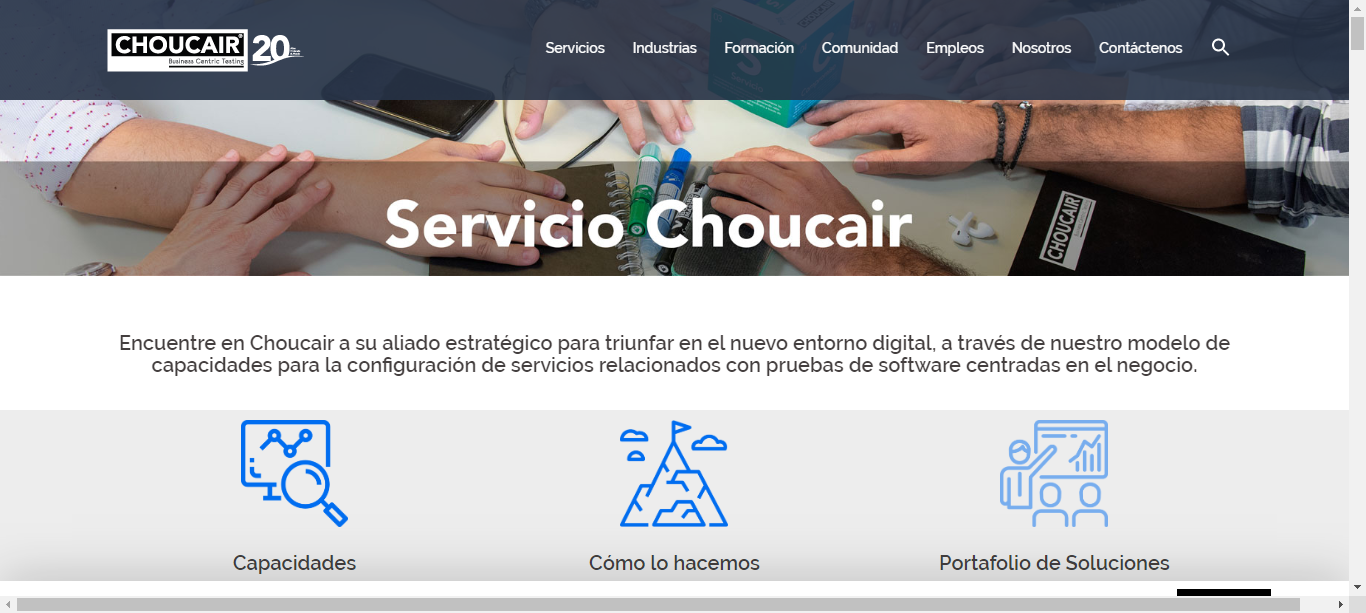 CHOUCAIR®
Business Centric Testing
20
Servicios
Industrias
Formación
Comunidad
Empleos
Nosotros
Contáctenos
CHOUCAIR
Servicio Choucair
Encuentre en Choucair a su aliado estratégico para triunfar en el nuevo entorno digital, a través de nuestro modelo de
capacidades para la configuración de servicios relacionados con pruebas de software centradas en el negocio.
Capacidades
Cómo lo hacemos
Portafolio de Soluciones